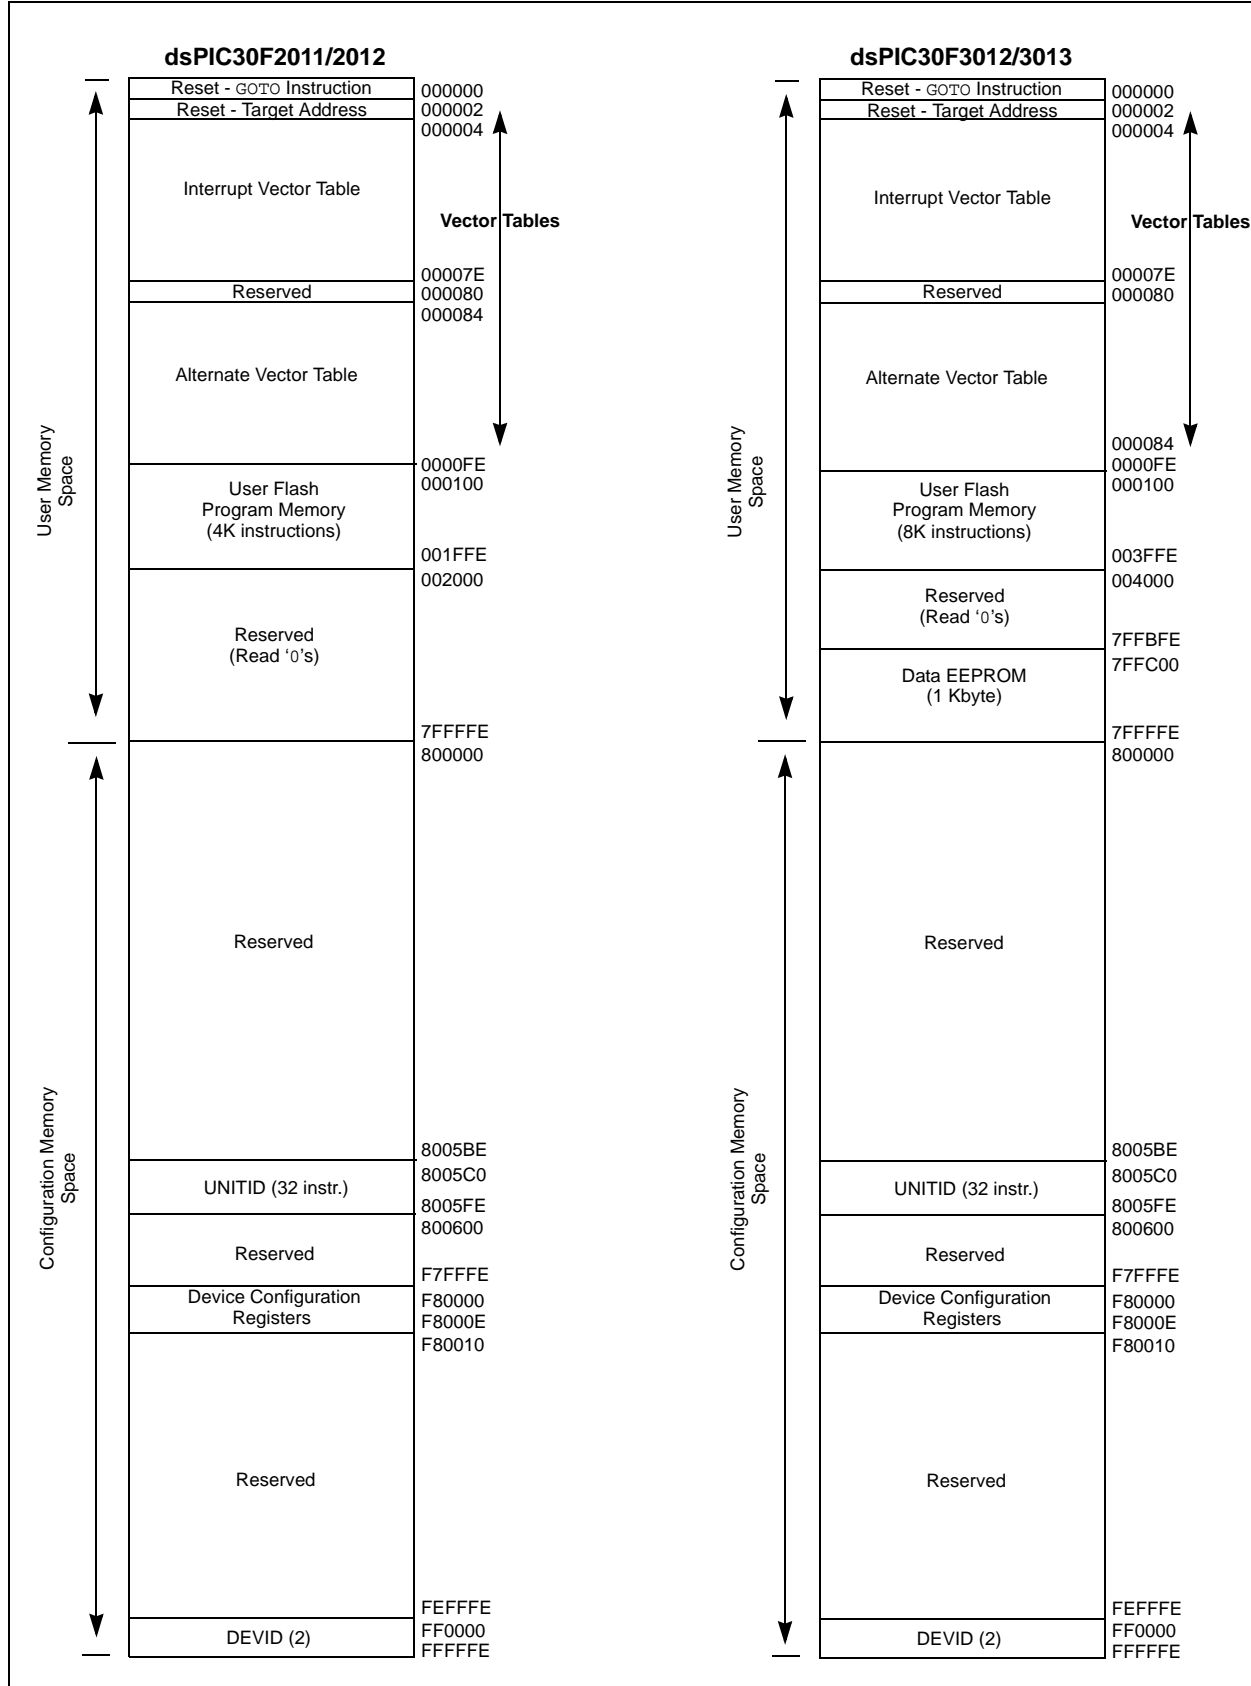 dsPIC30F2011/2012
Reset - GOTO Instruction
000000
Reset - Target Address
000002
000004
Interrupt Vector Table
Vector Tables
00007E
Reserved
000080
000084
Alternate Vector Table
User Memory
Space
0000FE
000100
User Flash
Program Memory
(4K instructions)
001FFE
002000
Reserved
(Read ‘0’s)
7FFFFE
800000
Reserved
Configuration Memory
Space
8005BE
8005C0
UNITID (32 instr.)
8005FE
800600
Reserved
F7FFFE
Device Configuration
Registers
F80000
F8000E
F80010
Reserved
FEFFFE
FF0000
DEVID (2)
FFFFFE
dsPIC30F3012/3013
Reset - GOTO Instruction
000000
Reset - Target Address
000002
000004
Interrupt Vector Table
Vector Tables
00007E
Reserved
000080
Alternate Vector Table
User Memory
Space
000084
0000FE
000100
User Flash
Program Memory
(8K instructions)
003FFE
004000
Reserved
(Read ‘0’s)
7FFBFE
7FFC00
Data EEPROM
(1 Kbyte)
7FFFFE
800000
Reserved
Configuration Memory
Space
8005BE
8005C0
UNITID (32 instr.)
8005FE
800600
Reserved
F7FFFE
Device Configuration
Registers
F80000
F8000E
F80010
Reserved
FEFFFE
FF0000
DEVID (2)
FFFFFE